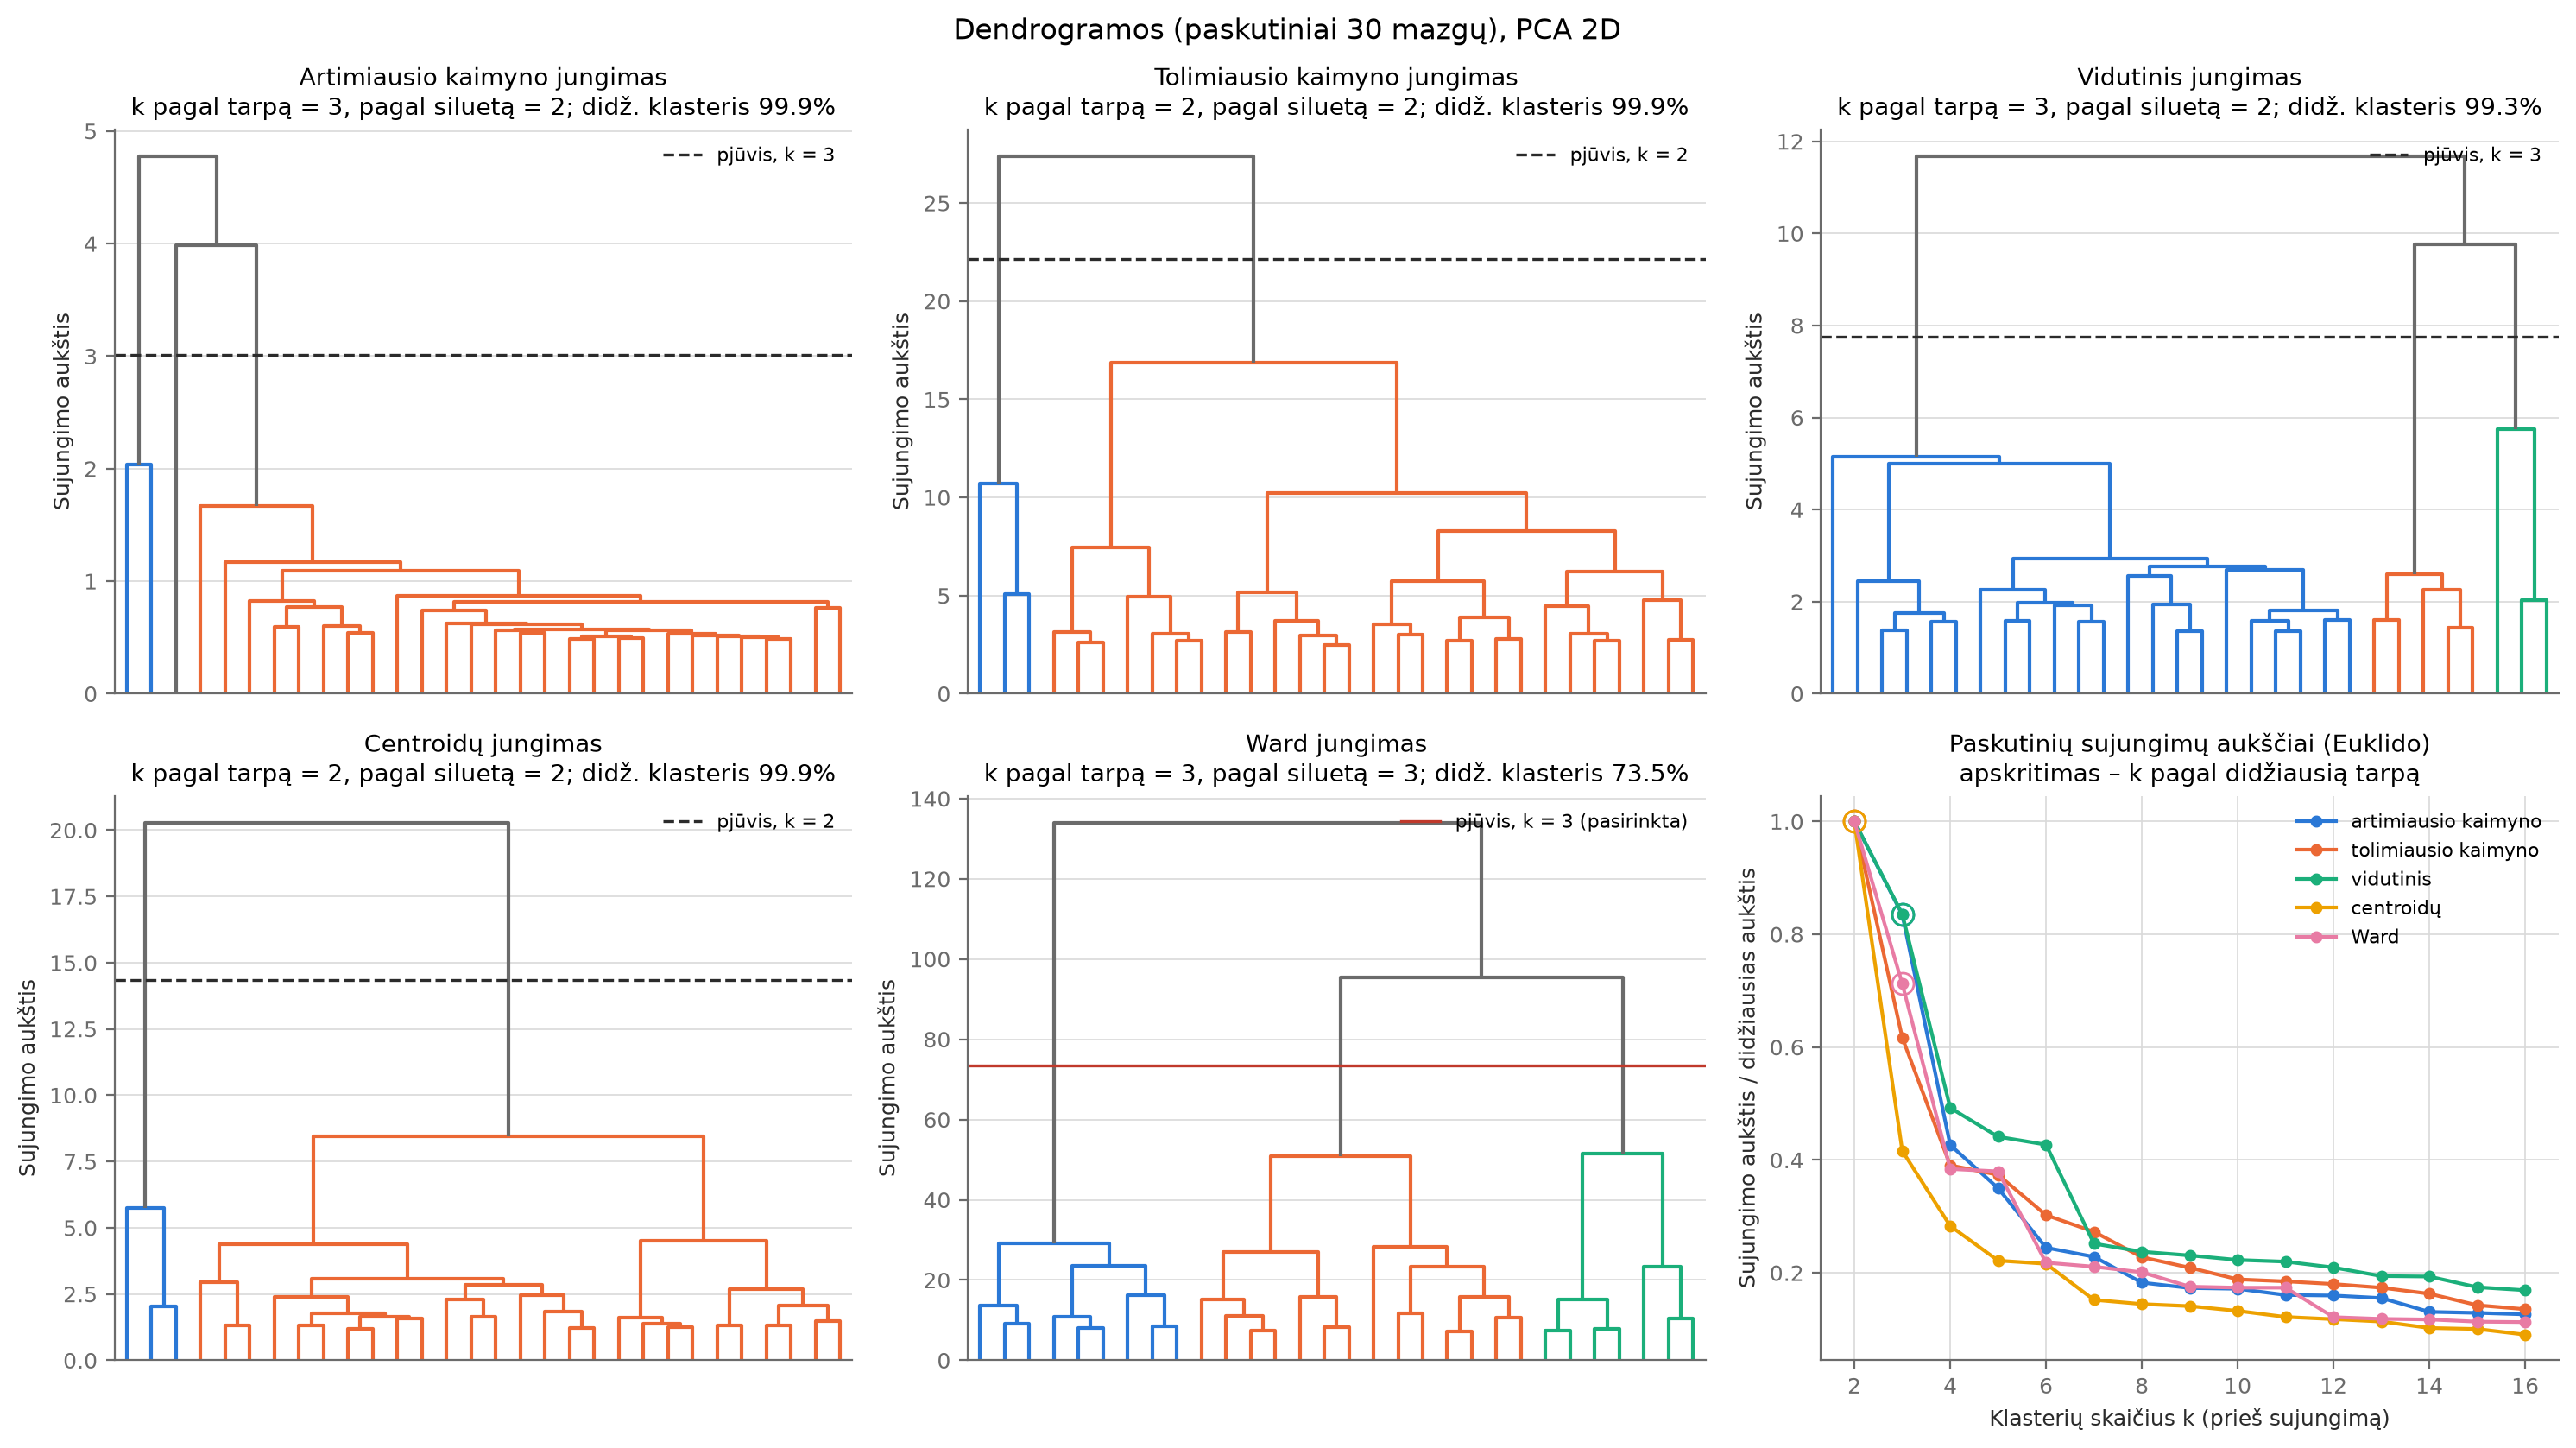 Dendrogramos (paskutiniai 30 mazgų), PCA 2D
Artimiausio kaimyno jungimas
k pagal tarpą = 3, pagal siluetą = 2; didž. klasteris 99.9%
pjūvis, k = 3
Sujungimo aukštis
5
4
3
2
1
0
Tolimiausio kaimyno jungimas
k pagal tarpą = 2, pagal siluetą = 2; didž. klasteris 99.9%
pjūvis, k = 2
Sujungimo aukštis
25
20
15
10
5
0
Vidutinis jungimas
k pagal tarpą = 3, pagal siluetą = 2; didž. klasteris 99.3%
pjūvis, k = 3
Sujungimo aukštis
12
10
8
6
4
2
0
Centroidų jungimas
k pagal tarpą = 2, pagal siluetą = 2; didž. klasteris 99.9%
pjūvis, k = 2
Sujungimo aukštis
20.0
17.5
15.0
12.5
10.0
7.5
5.0
2.5
0.0
Ward jungimas
k pagal tarpą = 3, pagal siluetą = 3; didž. klasteris 73.5%
pjūvis, k = 3 (pasirinkta)
Sujungimo aukštis
140
120
100
80
60
40
20
0
Paskutinių sujungimų aukščiai (Euklido)
apskritimas – k pagal didžiausią tarpą
artimiausio kaimyno
tolimiausio kaimyno
vidutinis
centroidų
Ward
Sujungimo aukštis / didžiausias aukštis
1.0
0.8
0.6
0.4
0.2
2 4 6 8 10 12 14 16
Klasterių skaičius k (prieš sujungimą)